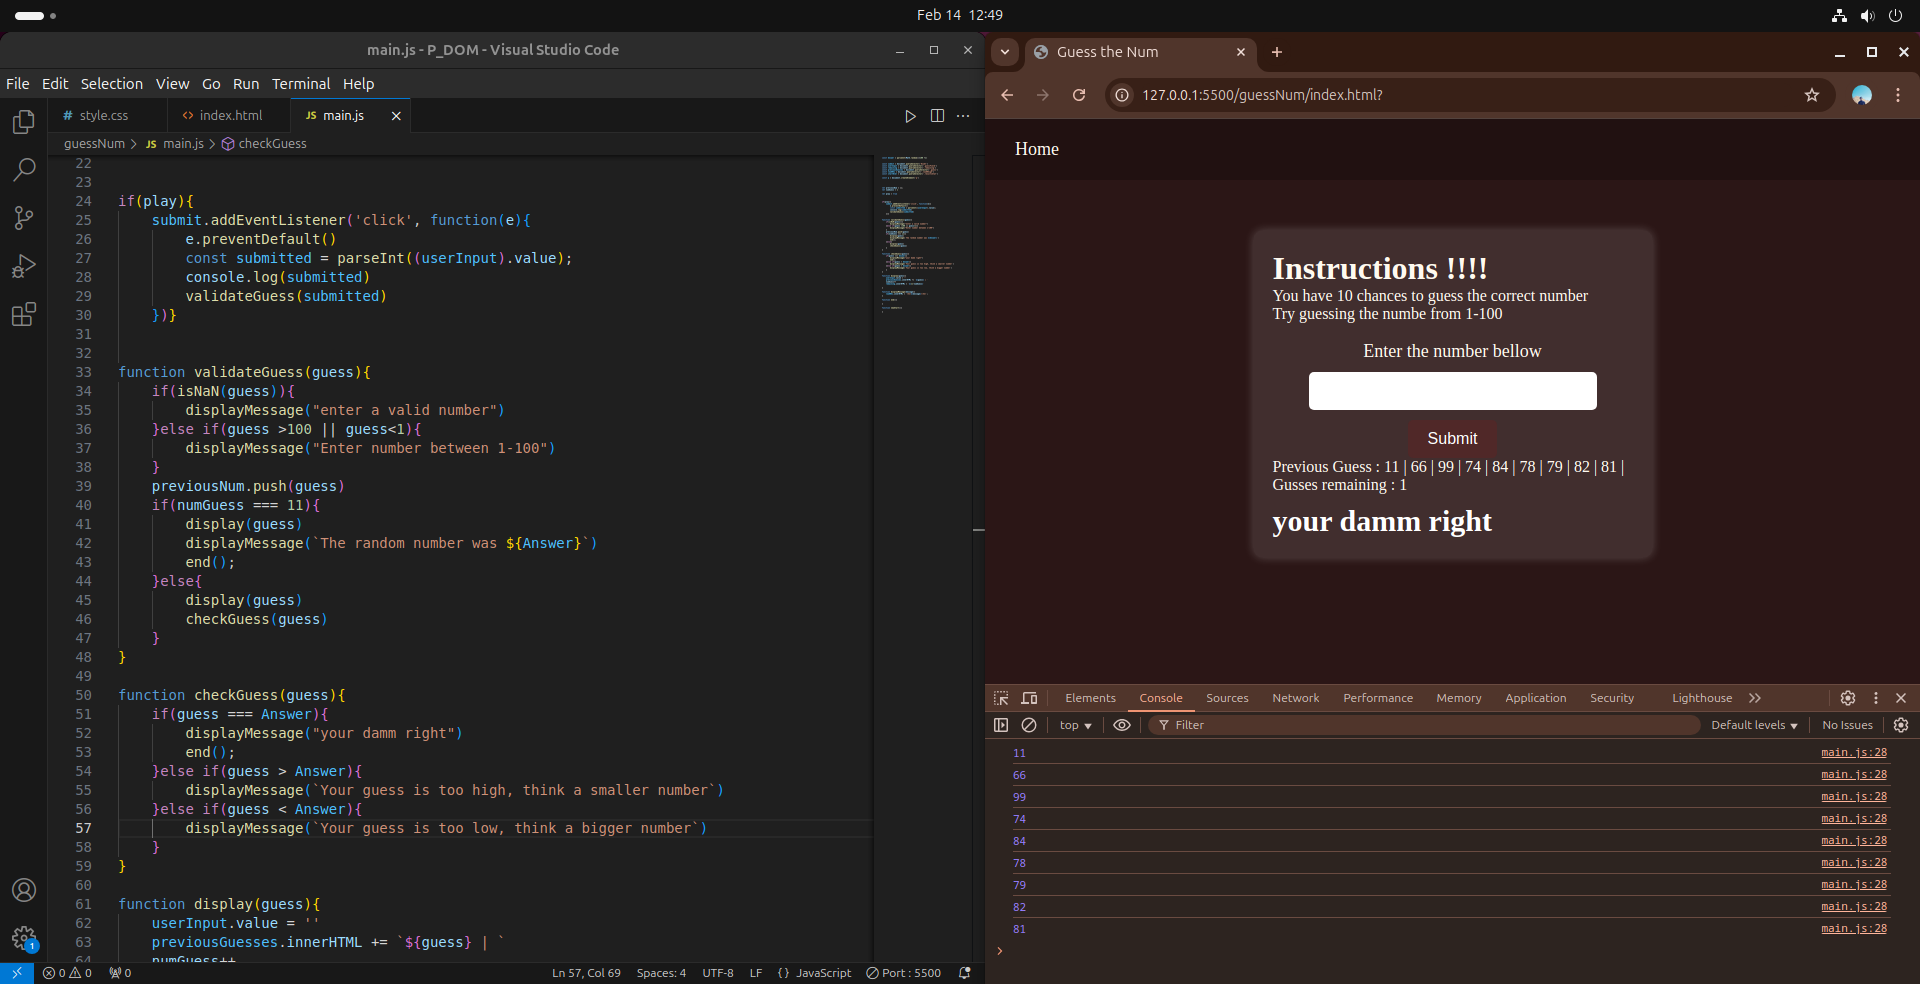 Feb 14 12:49
main.js - P_DOM - Visual Studio Code
File Edit Selection View Go Run Terminal Help
# style.css
<> index.html
JS main.js
guessNum > JS main.js > checkGuess
22
23
24 if(play){
25 submit.addEventListener('click', function(e){
26 e.preventDefault()
27 const submitted = parseInt((userInput).value);
28 console.log(submitted)
29 validateGuess(submitted)
30 })}
31
32
33 function validateGuess(guess){
34 if(isNaN(guess)){
35 displayMessage("enter a valid number")
36 }else if(guess >100 || guess<1){
37 displayMessage("Enter number between 1-100")
38 }
39 previousNum.push(guess)
40 if(numGuess === 11){
41 display(guess)
42 displayMessage(`The random number was ${Answer}`)
43 end();
44 }else{
45 display(guess)
46 checkGuess(guess)
47 }
48 }
49
50 function checkGuess(guess){
51 if(guess === Answer){
52 displayMessage("your damm right")
53 end();
54 }else if(guess > Answer){
55 displayMessage(`Your guess is too high, think a smaller number`)
56 }else if(guess < Answer){
57 displayMessage(`Your guess is too low, think a bigger number`)
58 }
59 }
60
61 function display(guess){
62 userInput.value = ''
63 previousGuesses.innerHTML += `${guess} | `
64 numGuess++
1
0 0 0
Ln 57, Col 69 Spaces: 4 UTF-8 LF {} JavaScript Port : 5500
Guess the Num
127.0.0.1:5500/guessNum/index.html?
Home
Instructions !!!!
You have 10 chances to guess the correct number
Try guessing the numbe from 1-100
Enter the number bellow
Submit
Previous Guess : 11 | 66 | 99 | 74 | 84 | 78 | 79 | 82 | 81 |
Gusses remaining : 1
your damm right
Elements Console Sources Network Performance Memory Application Security Lighthouse
top Filter Default levels No Issues
11 main.js:28
66 main.js:28
99 main.js:28
74 main.js:28
84 main.js:28
78 main.js:28
79 main.js:28
82 main.js:28
81 main.js:28